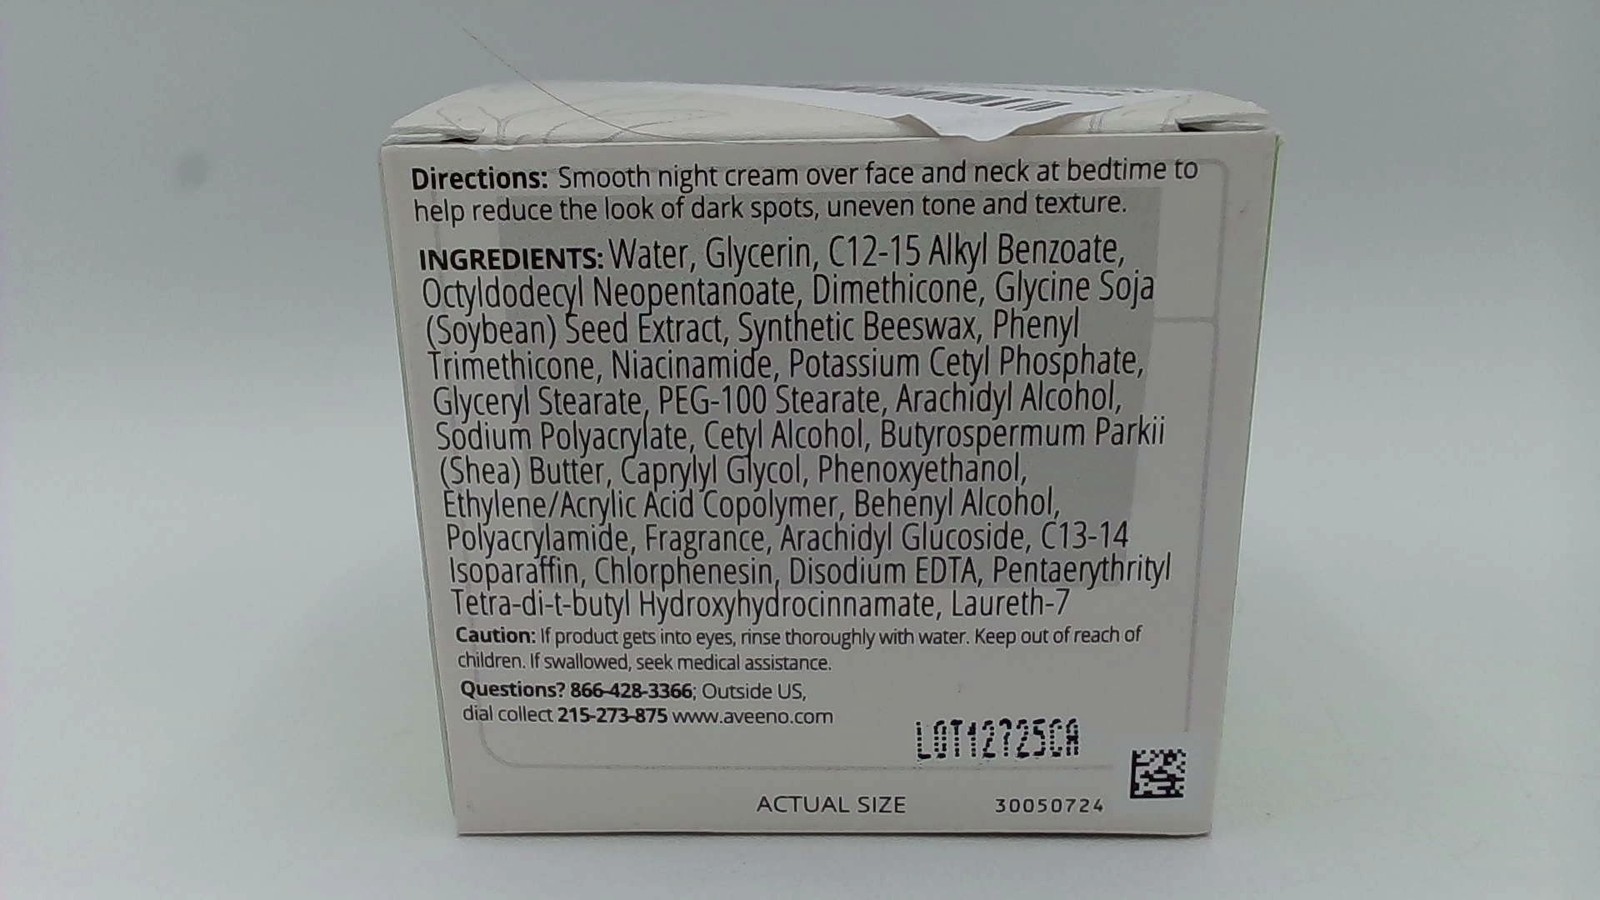 Directions: Smooth night cream over face and neck at bedtime to
help reduce the look of dark spots, uneven tone and texture.
INGREDIENTS: Water, Glycerin, C12-15 Alkyl Benzoate,
Octyldodecyl Neopentanoate, Dimethicone, Glycine Soja
(Soybean) Seed Extract, Synthetic Beeswax, Phenyl
Trimethicone, Niacinamide, Potassium Cetyl Phosphate,
Glyceryl Stearate, PEG-100 Stearate, Arachidyl Alcohol,
Sodium Polyacrylate, Cetyl Alcohol, Butyrospermum Parkii
(Shea) Butter, Caprylyl Glycol, Phenoxyethanol,
Ethylene/Acrylic Acid Copolymer, Behenyl Alcohol,
Polyacrylamide, Fragrance, Arachidyl Glucoside, C13-14
Isoparaffin, Chlorphenesin, Disodium EDTA, Pentaerythrityl
Tetra-di-t-butyl Hydroxyhydrocinnamate, Laureth-7
Caution: If product gets into eyes, rinse thoroughly with water. Keep out of reach of
children. If swallowed, seek medical assistance.
Questions? 866-428-3366; Outside US,
dial collect 215-273-875 www.aveeno.com
LOT12725CA
ACTUAL SIZE 30050724